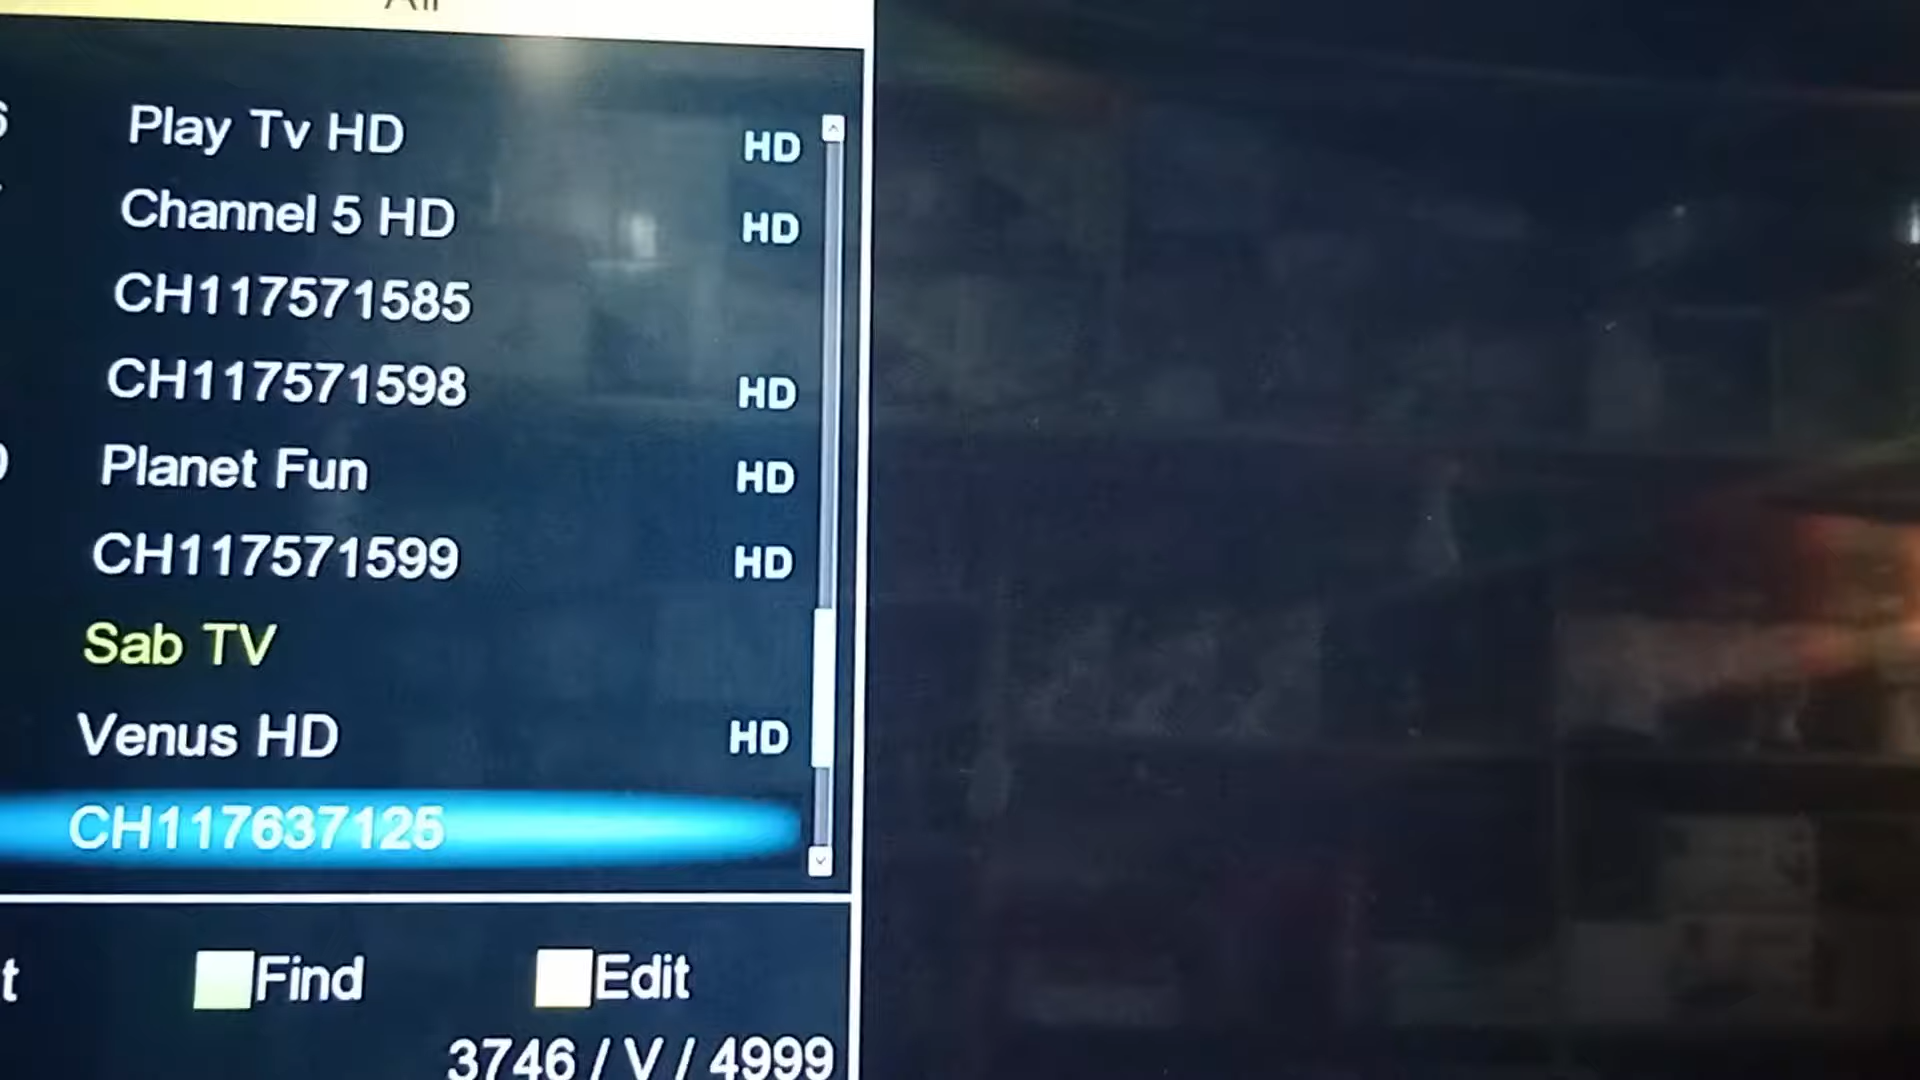 All
Play Tv HD HD
Channel 5 HD HD
CH117571585
CH117571598 HD
Planet Fun HD
CH117571599 HD
Sab TV
Venus HD HD
CH117637125
t Find Edit
3746 / V / 4999